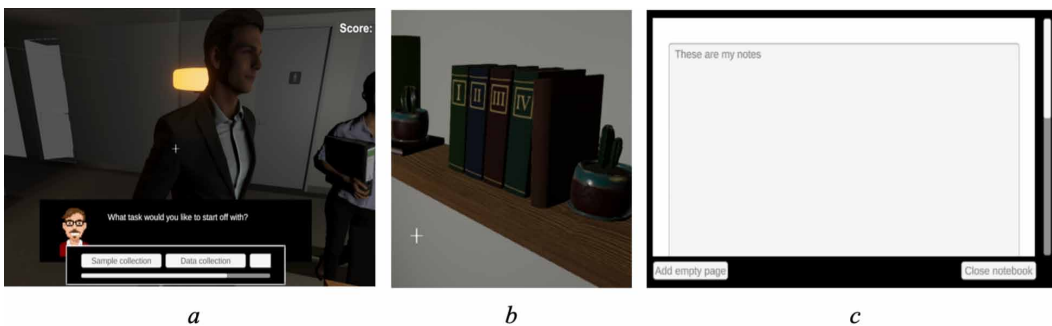 Score:
What task would you like to start off with?
Sample collection
Data collection
a
I II III IV
b
These are my notes
Add empty page
Close notebook
c